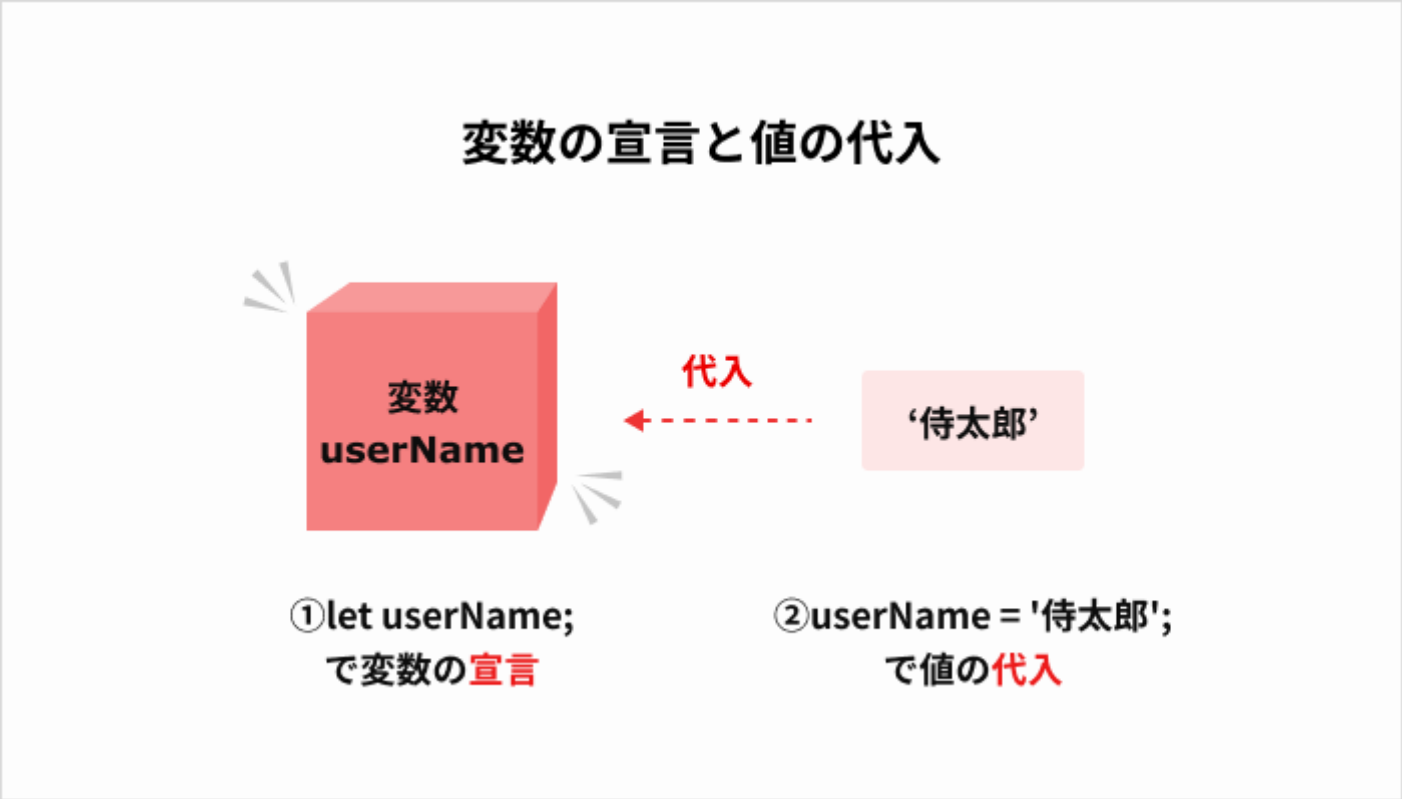 変数の宣言と値の代入
変数
userName
代入
‘侍太郎’
①let userName;
で変数の宣言
②userName = '侍太郎';
で値の代入